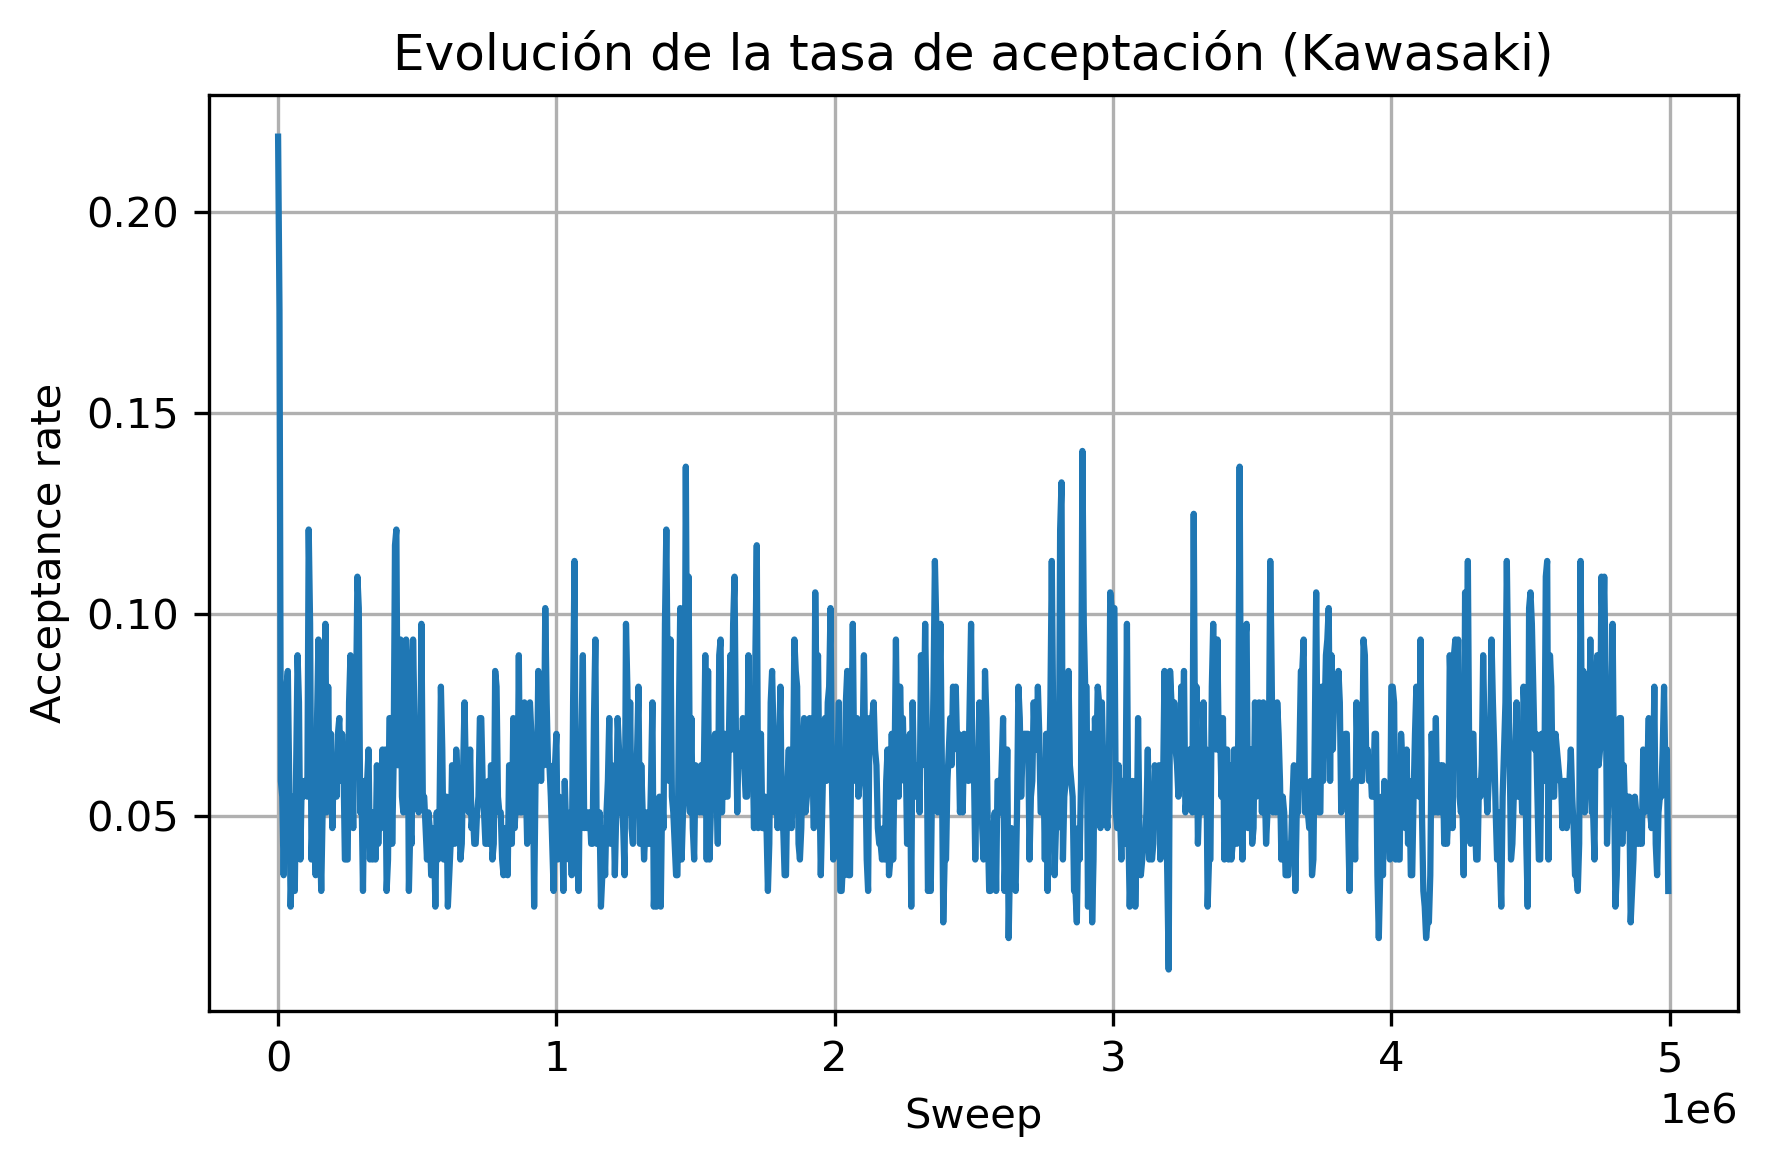 Evolución de la tasa de aceptación (Kawasaki)
Acceptance rate
0.20
0.15
0.10
0.05
0 1 2 3 4 5
1e6
Sweep